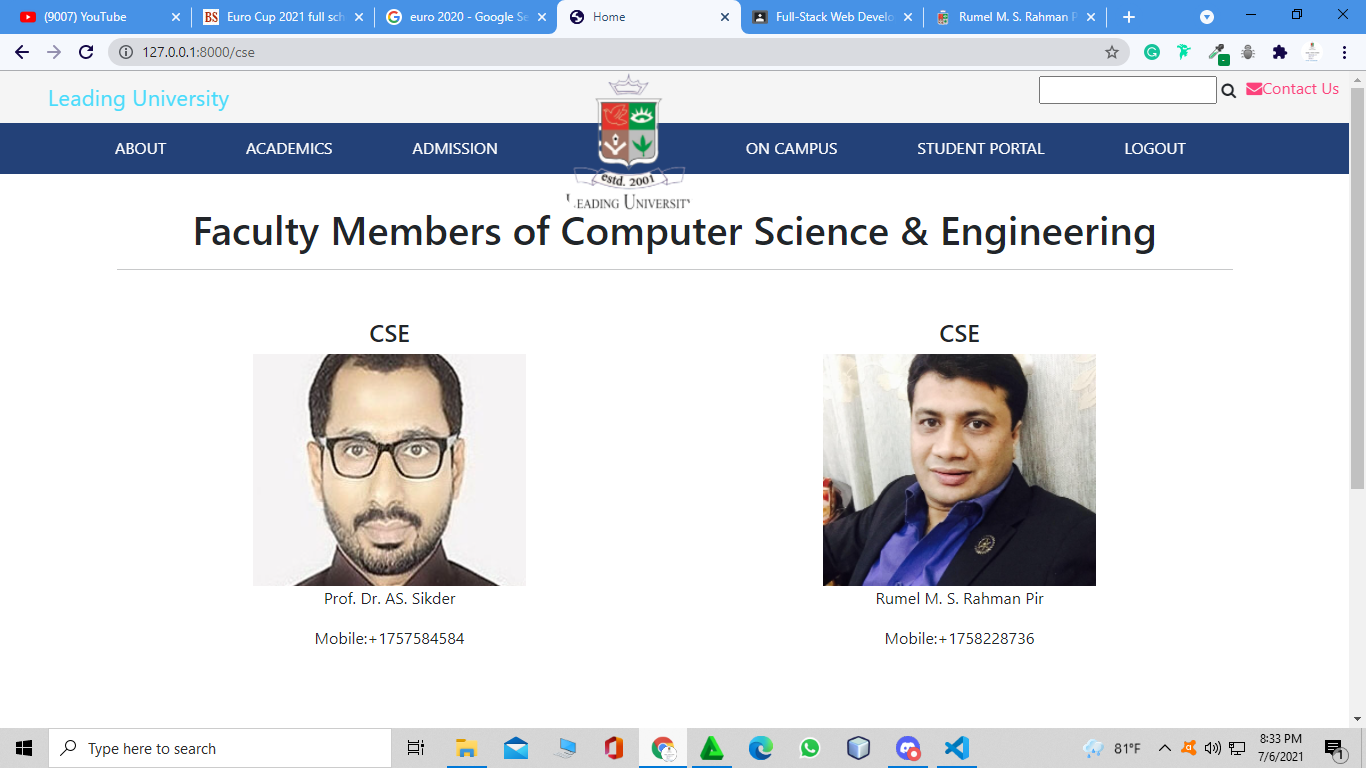 (9007) YouTube
Euro Cup 2021 full sch
euro 2020 - Google Se
Home
Full-Stack Web Develo
Rumel M. S. Rahman P
127.0.0.1:8000/cse
Leading University
Contact Us
ABOUT
ACADEMICS
ADMISSION
estd. 2001
LEADING UNIVERSITY
ON CAMPUS
STUDENT PORTAL
LOGOUT
Faculty Members of Computer Science & Engineering
CSE
Prof. Dr. AS. Sikder
Mobile:+1757584584
CSE
Rumel M. S. Rahman Pir
Mobile:+1758228736
Type here to search
81°F
8:33 PM
7/6/2021
1